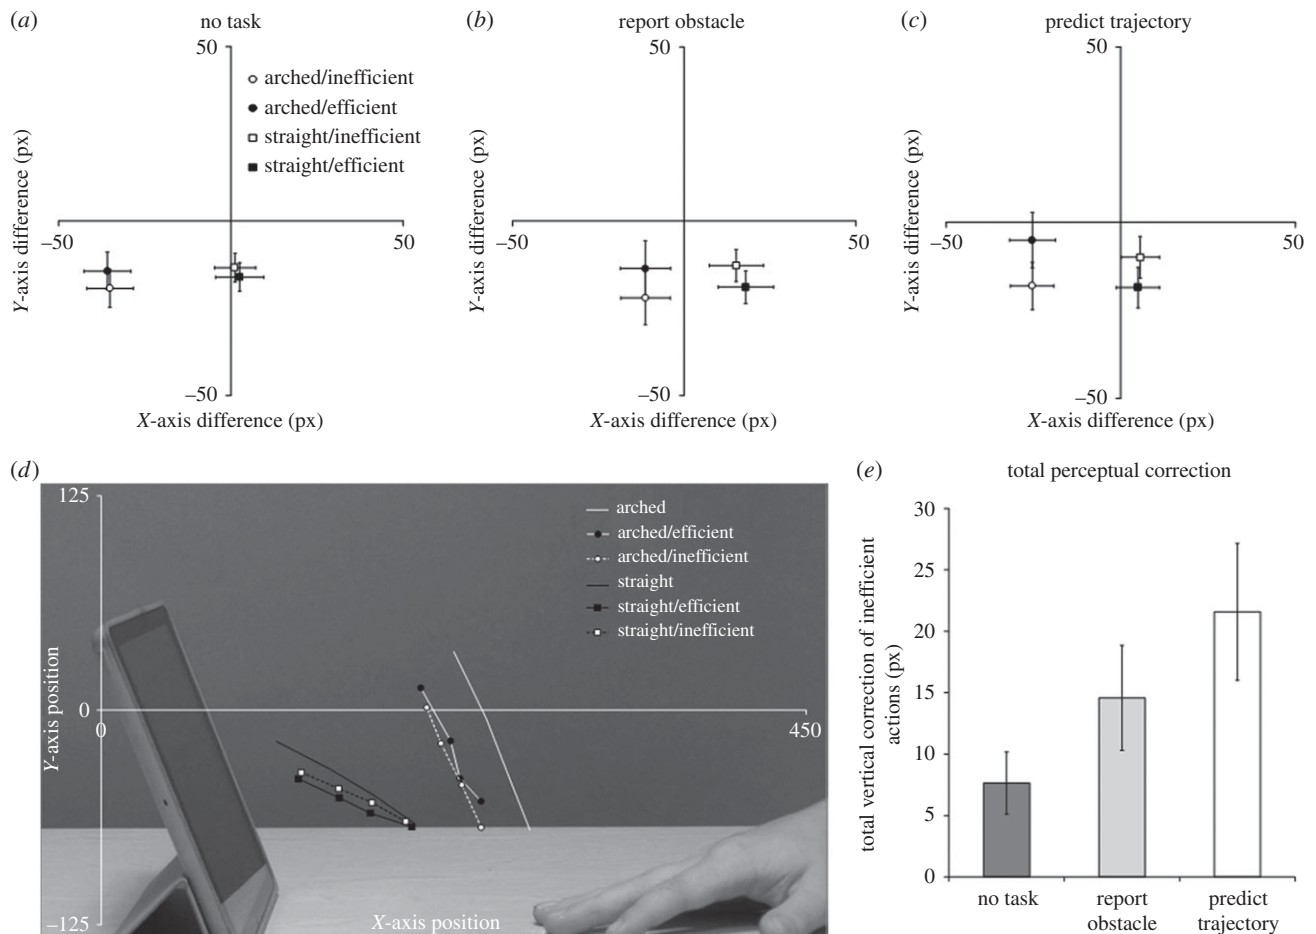 (a)
no task
50
arched/inefficient
arched/efficient
straight/inefficient
straight/efficient
Y-axis difference (px)
–50
50
–50
X-axis difference (px)
(b)
report obstacle
50
Y-axis difference (px)
–50
50
–50
X-axis difference (px)
(c)
predict trajectory
50
Y-axis difference (px)
–50
50
–50
X-axis difference (px)
(d)
125
arched
arched/efficient
arched/inefficient
straight
straight/efficient
straight/inefficient
Y-axis position
0
0
450
–125
X-axis position
(e)
total perceptual correction
total vertical correction of inefficient
actions (px)
30
25
20
15
10
5
0
no task
report
obstacle
predict
trajectory